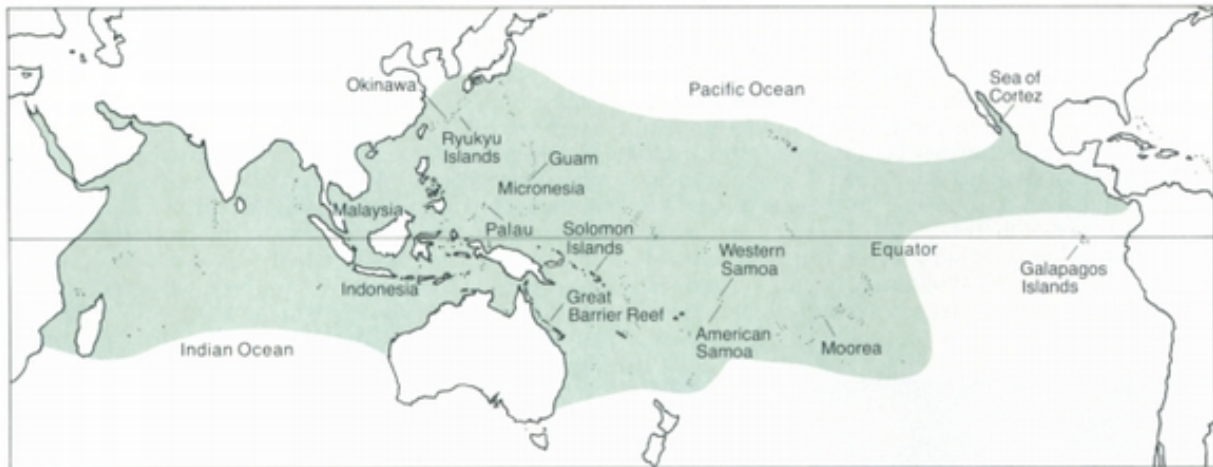 Okinawa
Pacific Ocean
Sea of
Cortez
Ryukyu
Islands
Guam
Micronesia
Malaysia
Palau
Solomon
Islands
Western
Samoa
Equator
Galapagos
Islands
Indonesia
Great
Barrier Reef
American
Samoa
Moorea
Indian Ocean